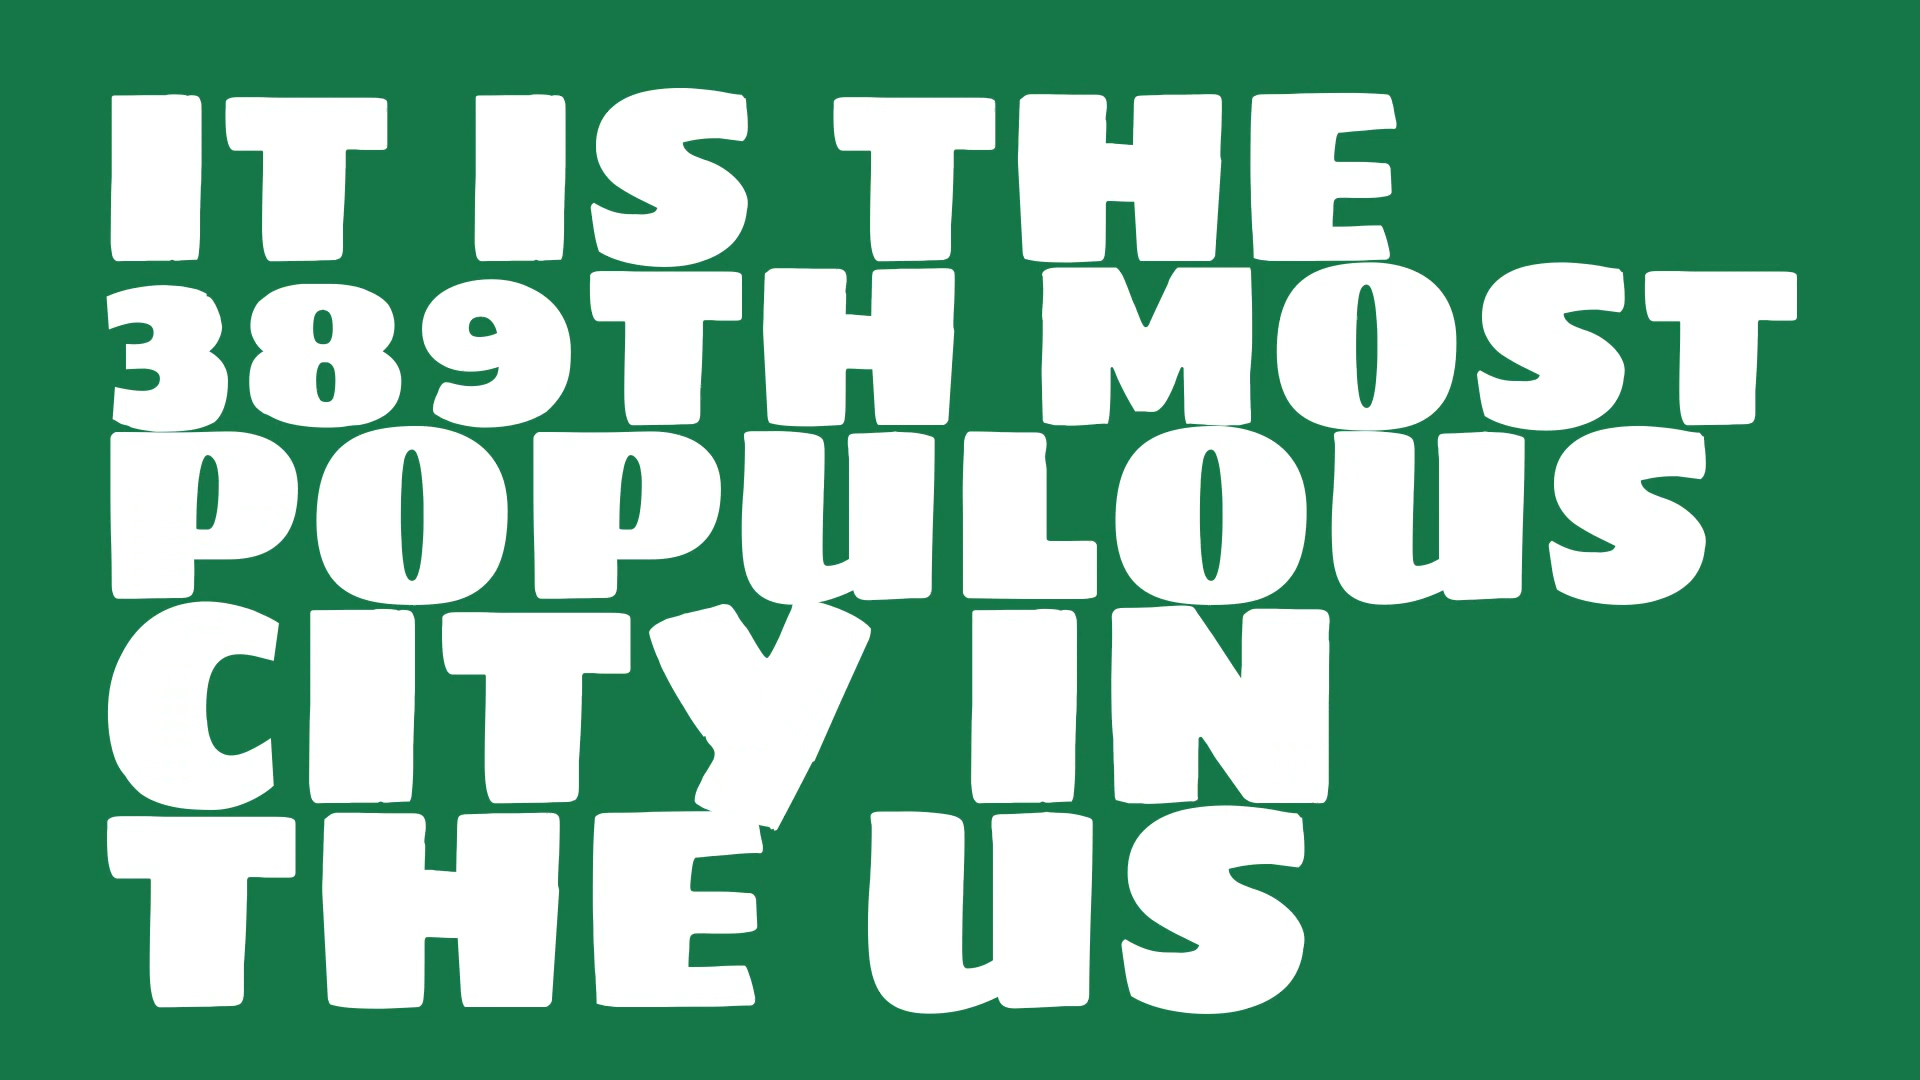 IT IS THE
389TH MOST
POPULOUS
CITY IN
THE US